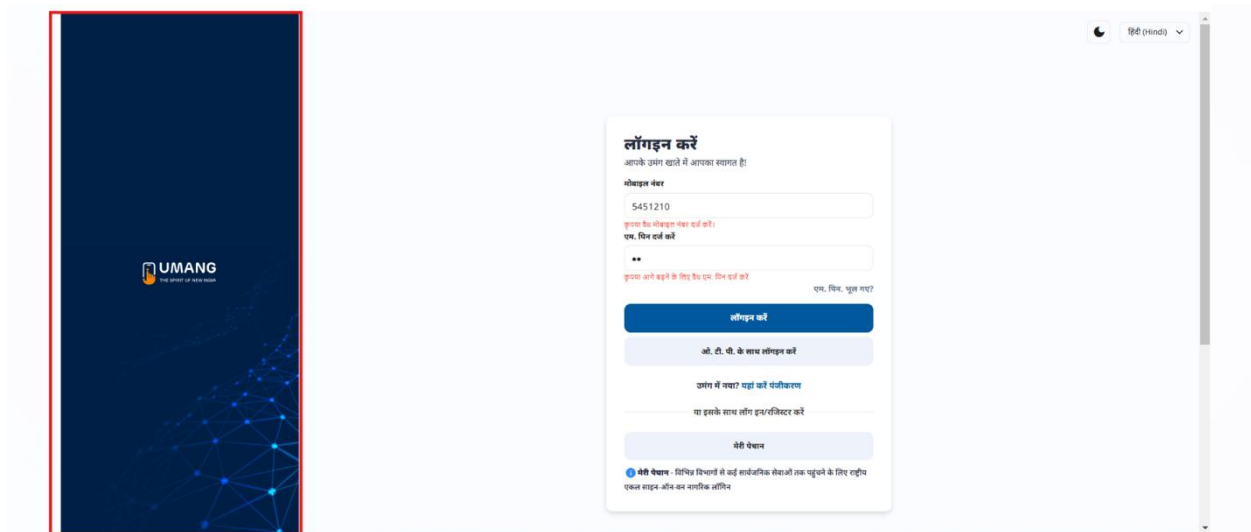 UMANG
THE SPIRIT OF NEW INDIA
हिंदी (Hindi)
लॉगइन करें
आपके उमंग खाते में आपका स्वागत है!
मोबाइल नंबर
5451210
कृपया वैध मोबाइल नंबर दर्ज करें।
एम. पिन दर्ज करें
••
कृपया आगे बढ़ने के लिए वैध एम. पिन दर्ज करें
एम. पिन. भूल गए?
लॉगइन करें
ओ. टी. पी. के साथ लॉगइन करें
उमंग में नया? यहां करें पंजीकरण
या इसके साथ लॉग इन/रजिस्टर करें
मेरी पेचान
मेरी पेचान - विभिन्न विभागों से कई सार्वजनिक सेवाओं तक पहुंचने के लिए राष्ट्रीय
एकल साइन-ऑन-वन नागरिक लॉगिन